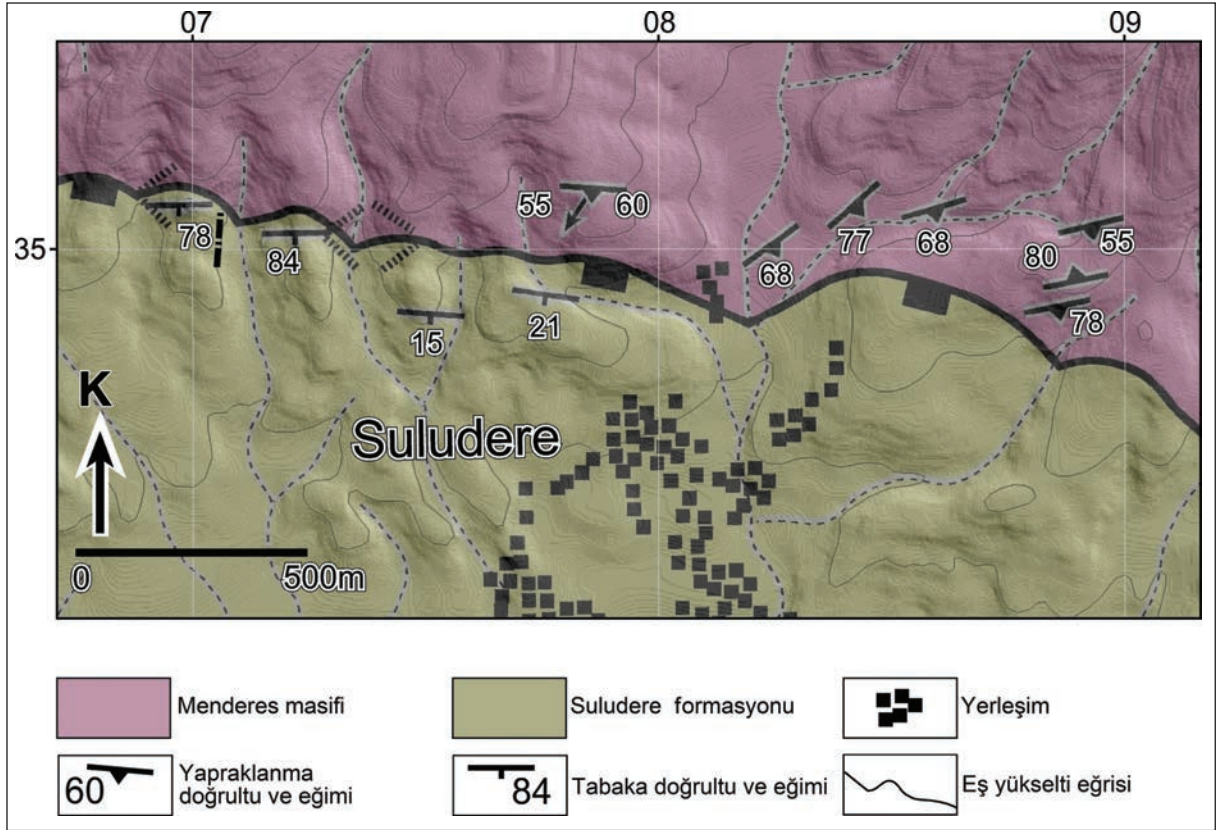 07 08 09
35
78
84
15
21
55 60
68
77
68
80
55
78
K
Suludere
0 500m
Menderes masifi
Suludere formasyonu
Yerleşim
60
Yapraklanma
doğrultu ve eğimi
84
Tabaka doğrultu ve eğimi
Eş yükselti eğrisi